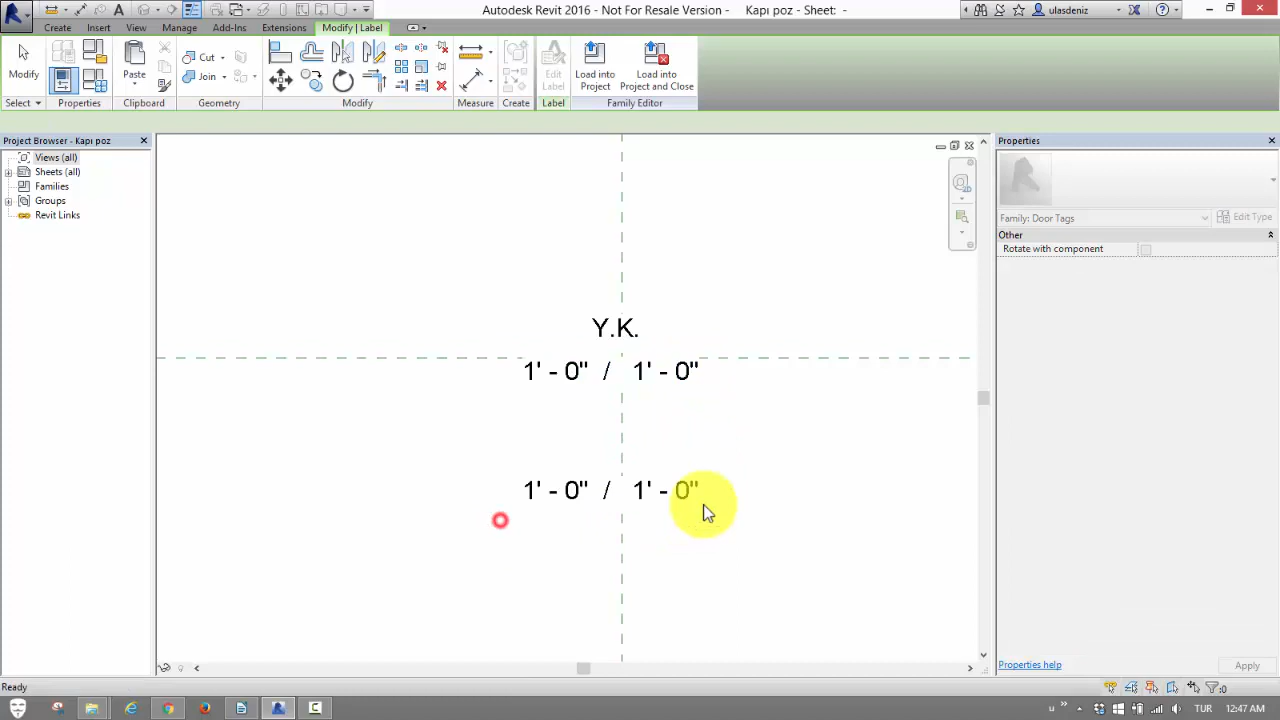 Autodesk Revit 2016 - Not For Resale Version - Kapı poz - Sheet: -
ulasdeniz
Create Insert View Manage Add-Ins Extensions Modify | Label
Modify
Paste
Cut
Join
Edit Label
Load into Project
Load into Project and Close
Select Properties Clipboard Geometry Modify Measure Create Label Family Editor
Project Browser - Kapı poz
Views (all)
Sheets (all)
Families
Groups
Revit Links
Y.K.
1' - 0" / 1' - 0"
1' - 0" / 1' - 0"
Properties
Family: Door Tags
Edit Type
Other
Rotate with component
Properties help
Apply
Ready
:0
TUR 12:47 AM